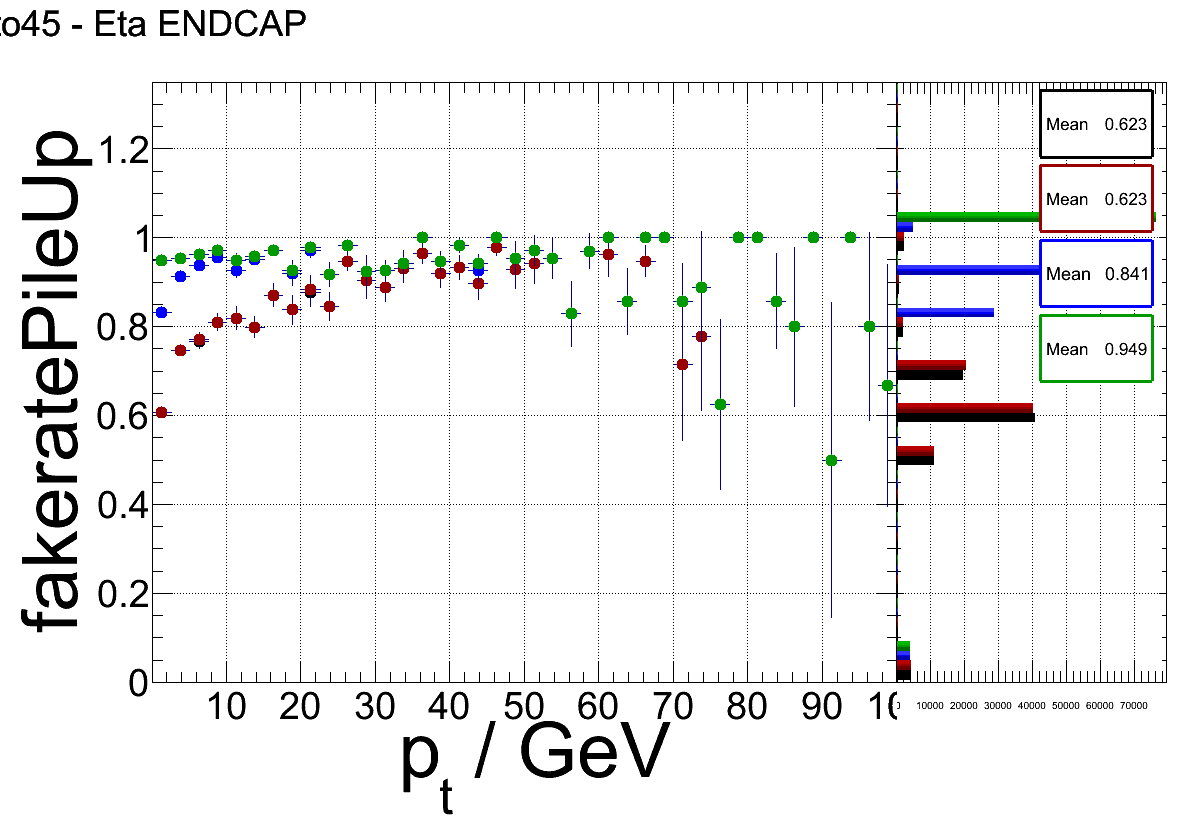 to45 - Eta ENDCAP
fakeratePileUp
1.2
1
0.8
0.6
0.4
0.2
0
10 20 30 40 50 60 70 80 90
p t / GeV
Mean 0.623
Mean 0.623
Mean 0.841
Mean 0.949
10000 20000 30000 40000 50000 60000 70000